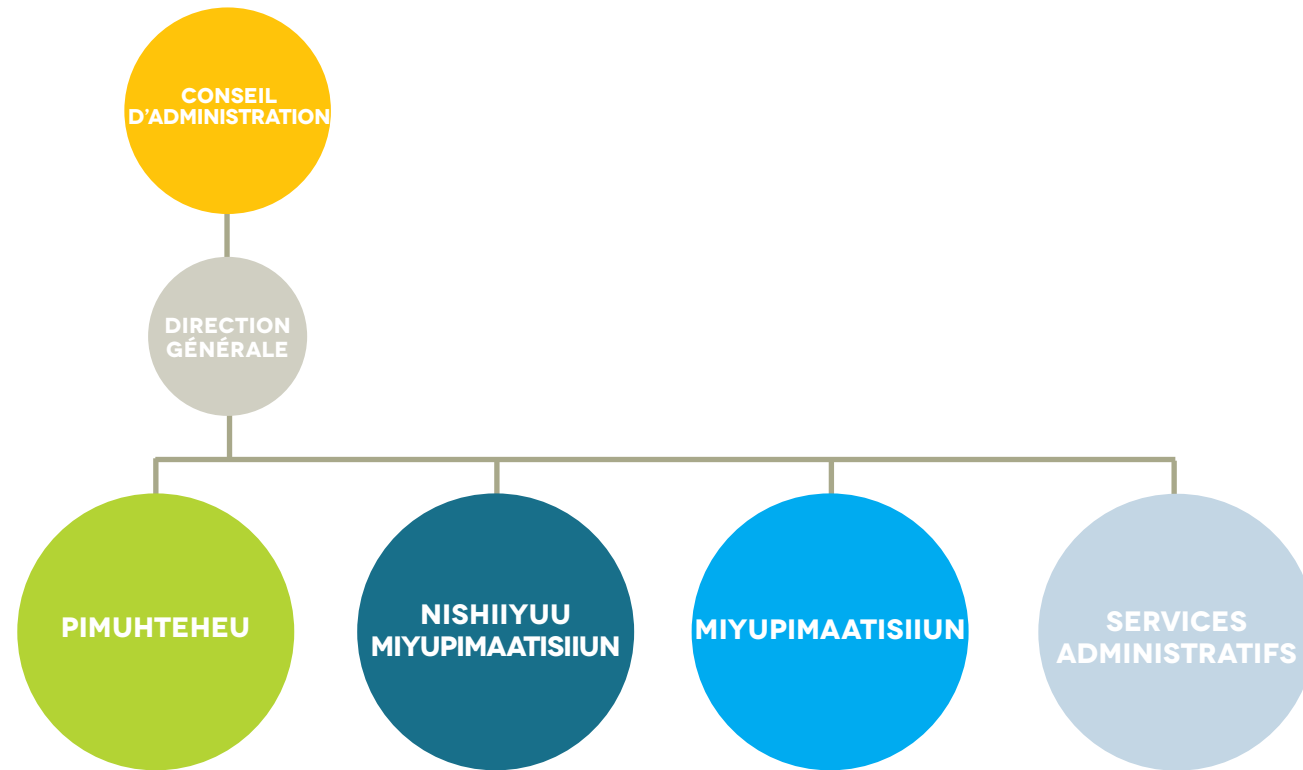 CONSEIL
D'ADMINISTRATION
DIRECTION
GÉNÉRALE
PIMUHTEHEU
NISHIIYUU
MIYUPIMAATISIIUN
MIYUPIMAATISIIUN
SERVICES
ADMINISTRATIFS